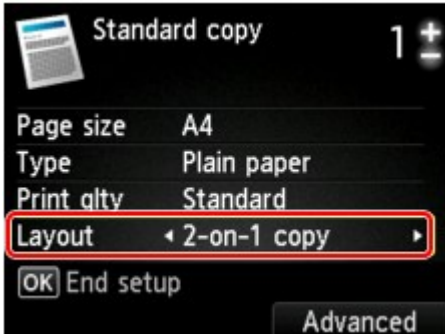 Standard copy
1
Page size A4
Type Plain paper
Print qlty Standard
Layout 2-on-1 copy
OK End setup
Advanced